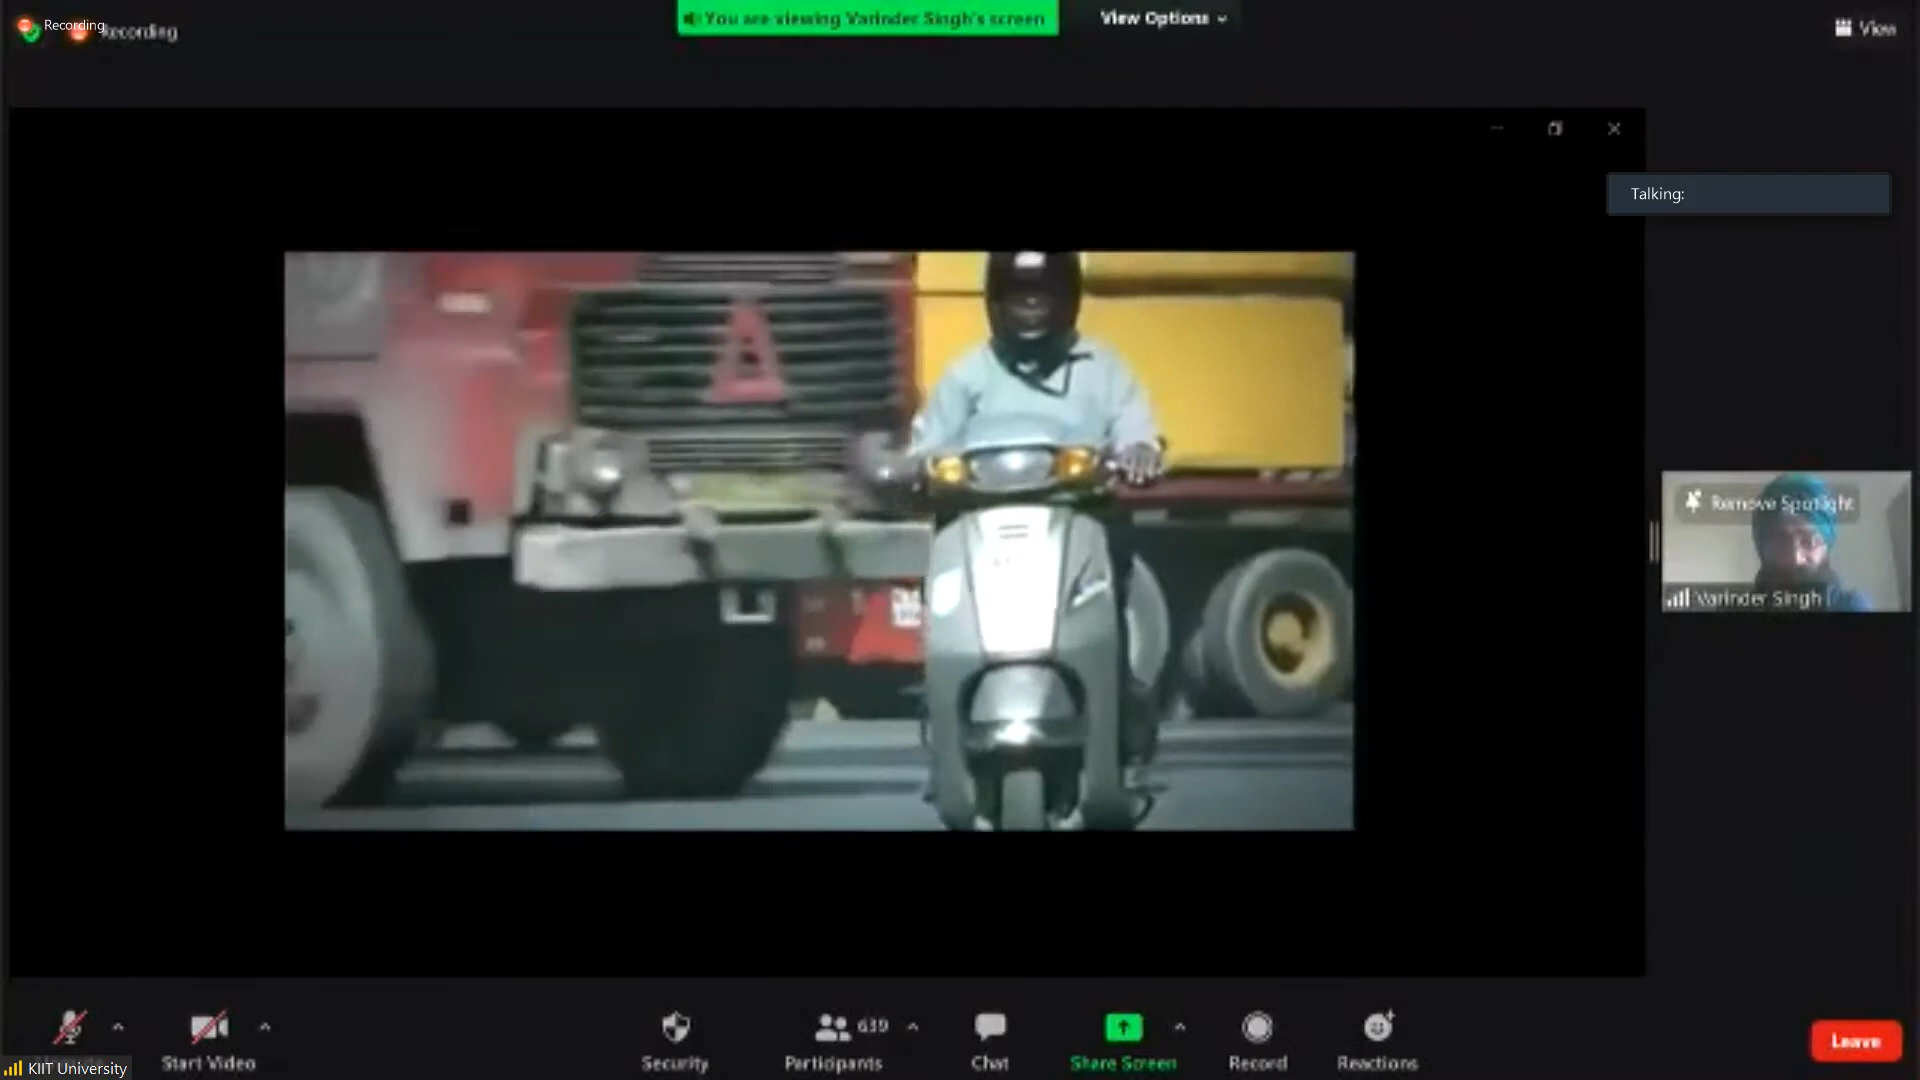 Recording
Recording
You are viewing Varinder Singh's screen
View Options
View
Talking:
A
Remove Spotlight
Varinder Singh
Start Video
Security
639
Participants
Chat
Share Screen
Record
Reactions
Leave
KIIT University